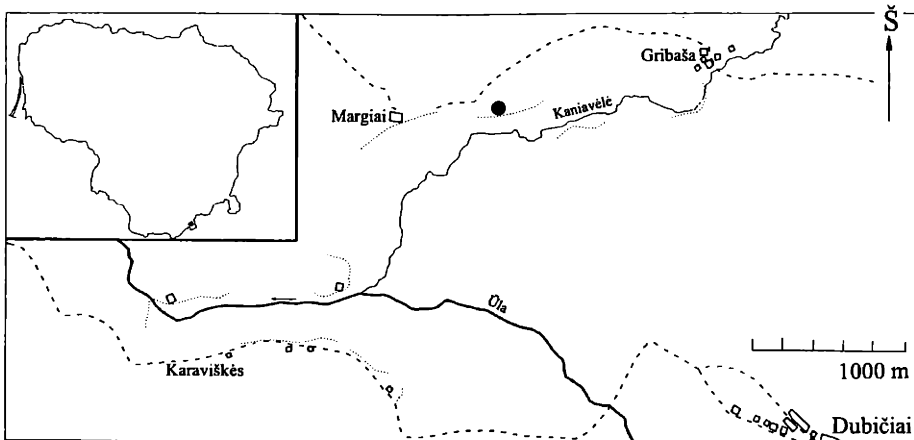 Š
Gribaša
Margiai
Kaniavėlė
Ūla
1000 m
Karaviškės
Dubičiai